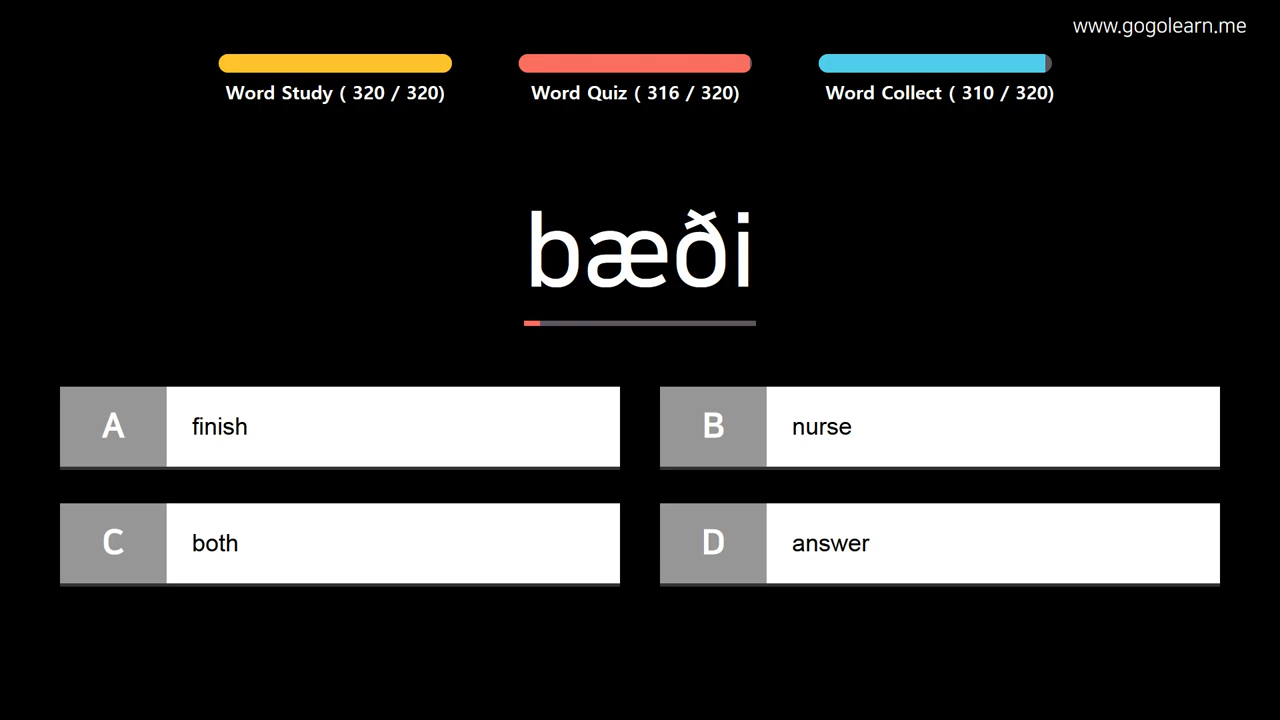 www.gogolearn.me
Word Study ( 320 / 320)
Word Quiz ( 316 / 320)
Word Collect ( 310 / 320)
bæði
A finish
B nurse
C both
D answer